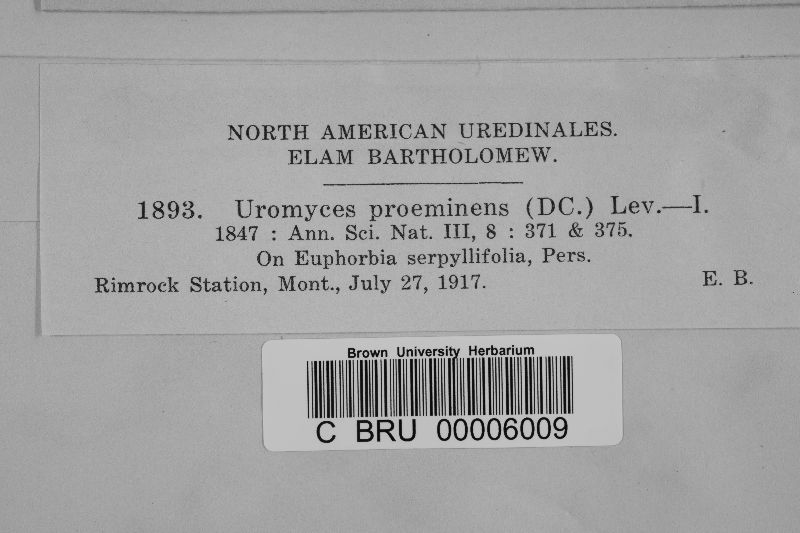 NORTH AMERICAN UREDINALES.
ELAM BARTHOLOMEW.
1893. Uromyces proeminens (DC.) Lev.—I.
1847 : Ann. Sci. Nat. III, 8 : 371 & 375.
On Euphorbia serpyllifolia, Pers.
Rimrock Station, Mont., July 27, 1917. E. B.
Brown University Herbarium
C BRU 00006009